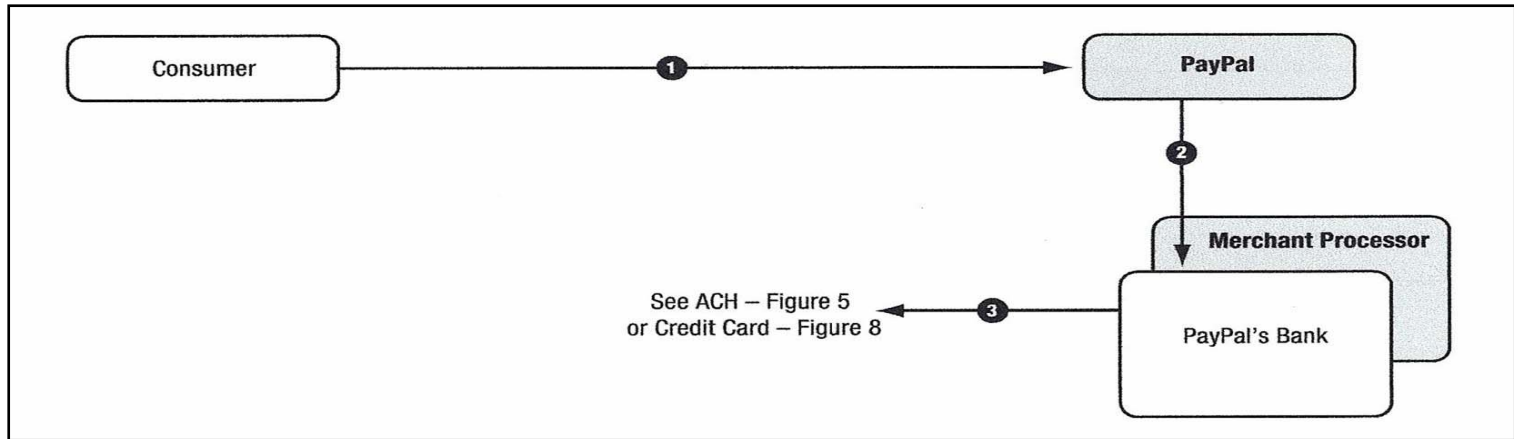 Consumer
1
PayPal
2
Merchant Processor
See ACH – Figure 5
or Credit Card – Figure 8
3
PayPal's Bank